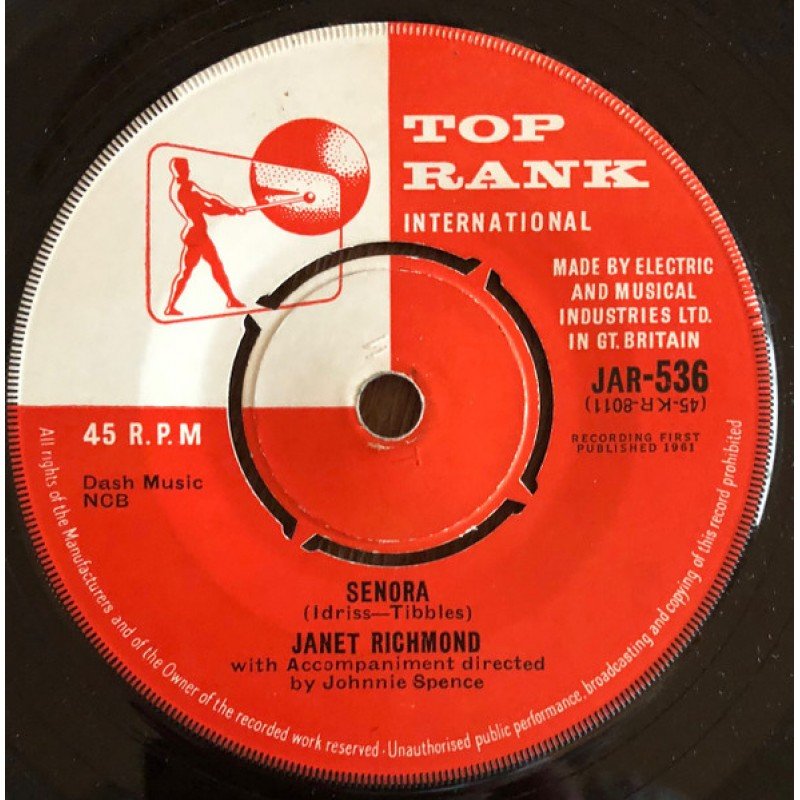 TOP
RANK
INTERNATIONAL
MADE BY ELECTRIC
AND MUSICAL
INDUSTRIES LTD.
IN GT. BRITAIN
JAR-536
(45-KR-8011)
RECORDING FIRST
PUBLISHED 1961
45 R.P.M
Dash Music
NCB
SENORA
(Idriss—Tibbles)
JANET RICHMOND
with Accompaniment directed
by Johnnie Spence
All rights of the Manufacturers and of the Owner of the recorded work reserved · Unauthorised public performance, broadcasting and copying of this record prohibited